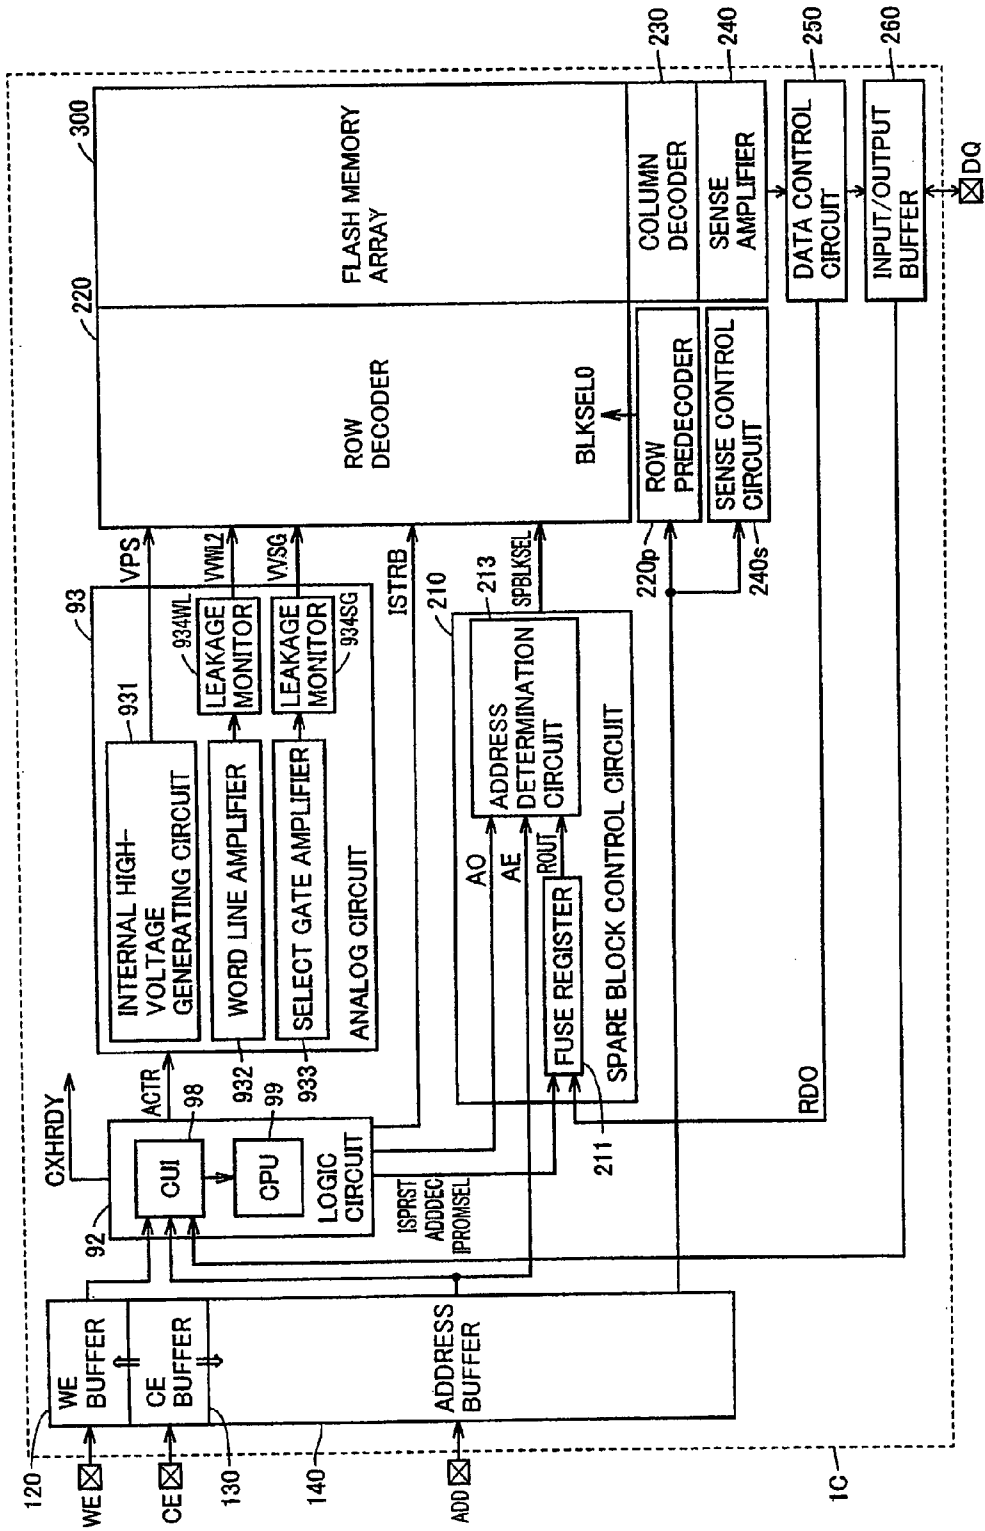 WE
CE
ADD
120
130
140
WE
BUFFER
CE
BUFFER
ADDRESS
BUFFER
CXHRDY
ACTR
92
98
CUI
99
CPU
LOGIC
CIRCUIT
ISPRST
ADDDEC
IPROMSEL
93
931
INTERNAL HIGH-
VOLTAGE
GENERATING CIRCUIT
932
WORD LINE AMPLIFIER
933
SELECT GATE AMPLIFIER
ANALOG CIRCUIT
934WL
LEAKAGE
MONITOR
LEAKAGE
MONITOR
934SG
VPS
VVWL2
VVSG
ISTRB
210
213
SPBLKSEL
AO
AE
ROUT
ADDRESS
DETERMINATION
CIRCUIT
FUSE REGISTER
211
SPARE BLOCK CONTROL CIRCUIT
RDO
220
ROW
DECODER
BLKSEL0
300
FLASH MEMORY
ARRAY
220p
ROW
PREDECODER
240s
SENSE CONTROL
CIRCUIT
COLUMN
DECODER
230
SENSE
AMPLIFIER
240
DATA CONTROL
CIRCUIT
250
INPUT/OUTPUT
BUFFER
260
DQ
1C